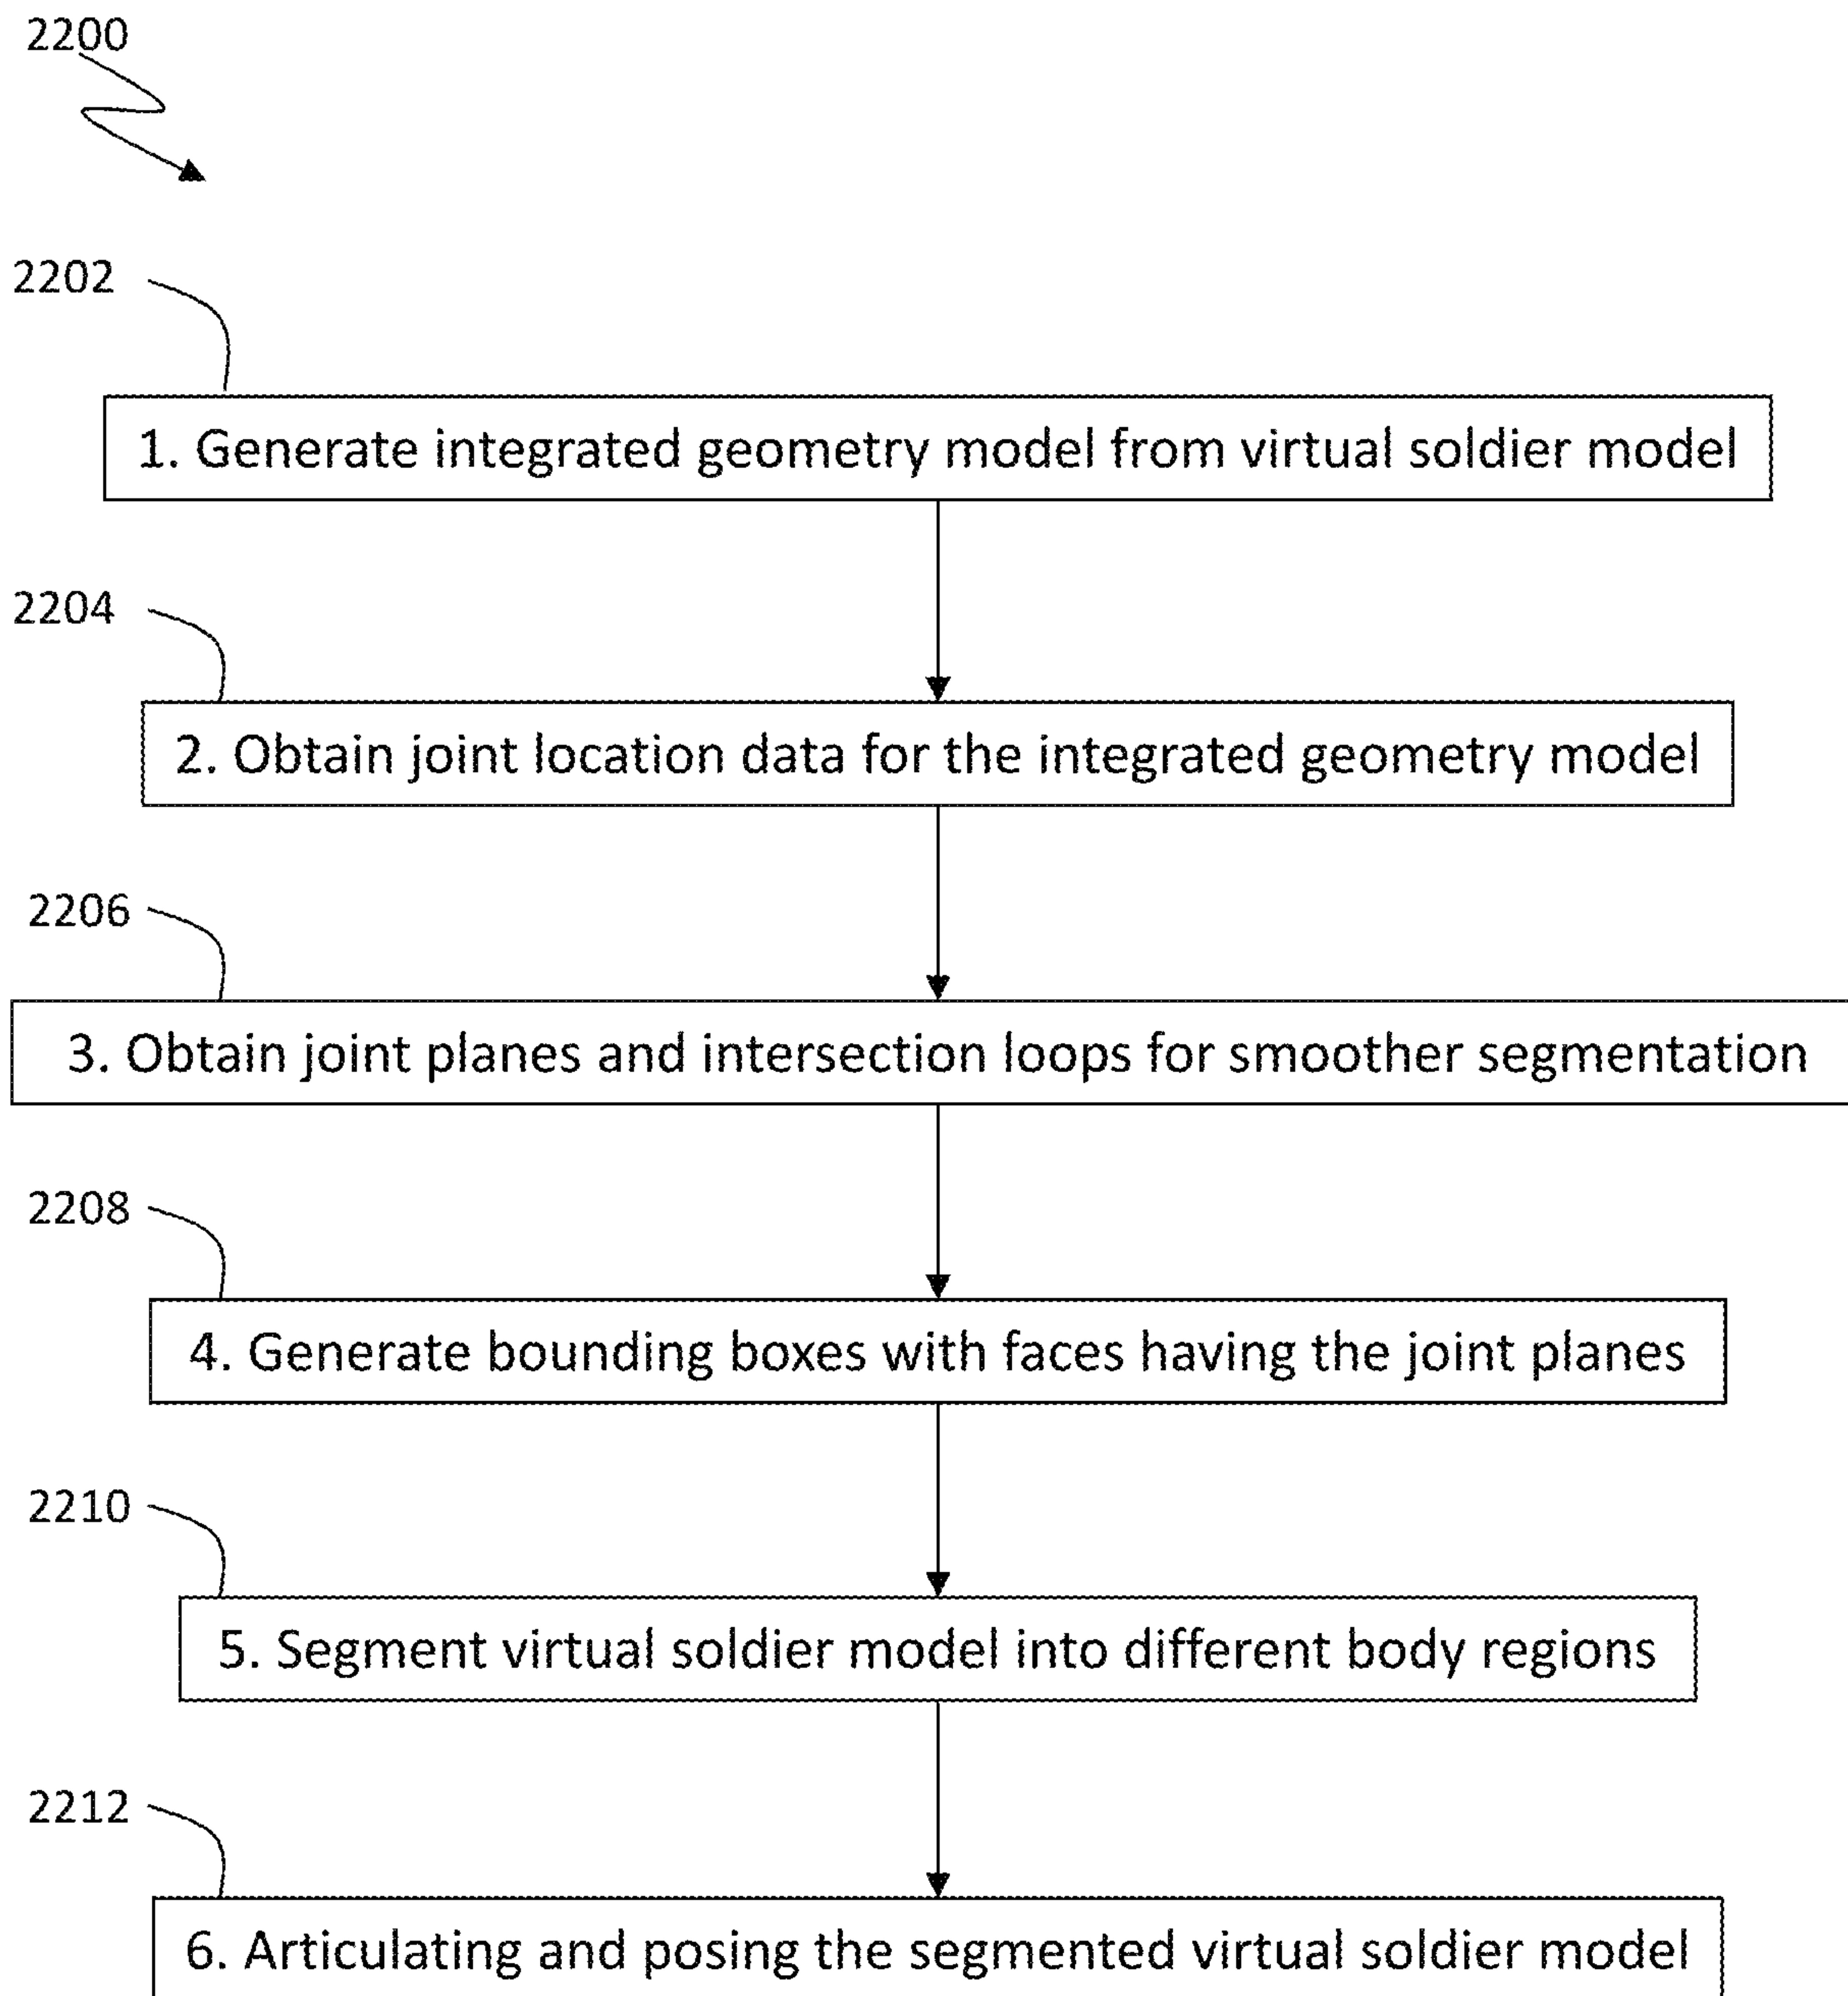 2200
2202
1. Generate integrated geometry model from virtual soldier model
2204
2. Obtain joint location data for the integrated geometry model
2206
3. Obtain joint planes and intersection loops for smoother segmentation
2208
4. Generate bounding boxes with faces having the joint planes
2210
5. Segment virtual soldier model into different body regions
2212
6. Articulating and posing the segmented virtual soldier model